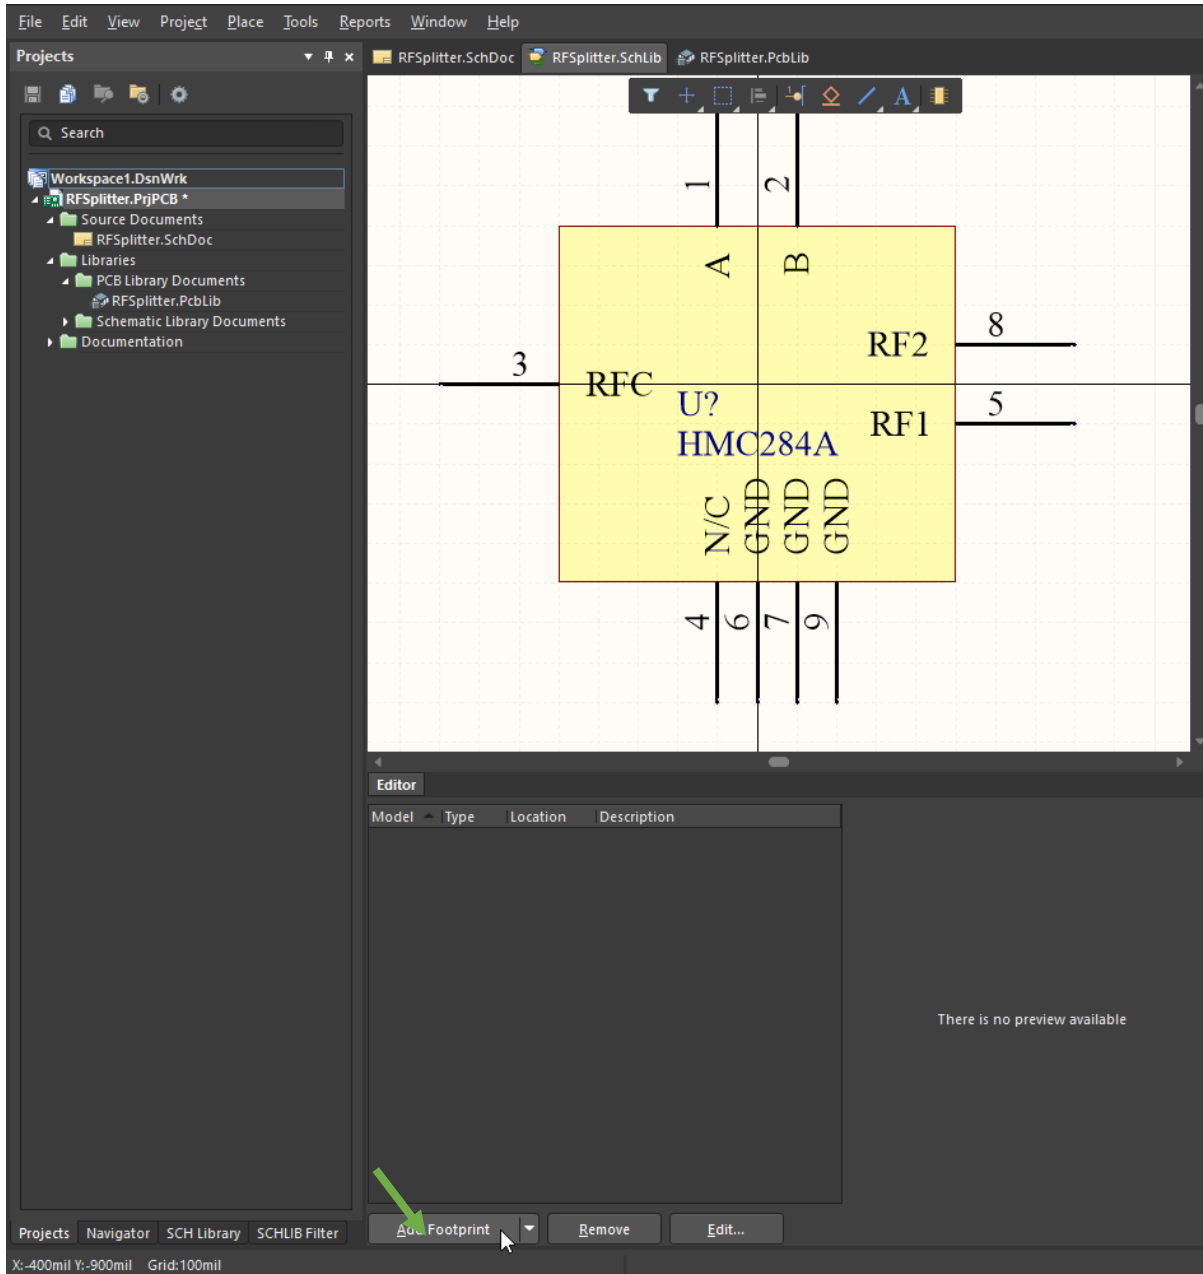 File Edit View Project Place Tools Reports Window Help
Projects
RFSplitter.SchDoc RFSplitter.SchLib RFSplitter.PcbLib
Search
Workspace1.DsnWrk
RFSplitter.PrjPCB *
Source Documents
RFSplitter.SchDoc
Libraries
PCB Library Documents
RFSplitter.PcbLib
Schematic Library Documents
Documentation
1 2
A B
RF2 8
3 RFC
U?
RF1 5
HMC284A
N/C GND GND GND
4 6 7 9
Editor
Model Type Location Description
There is no preview available
Add Footprint Remove Edit...
Projects Navigator SCH Library SCHLIB Filter
X:-400mil Y:-900mil Grid:100mil